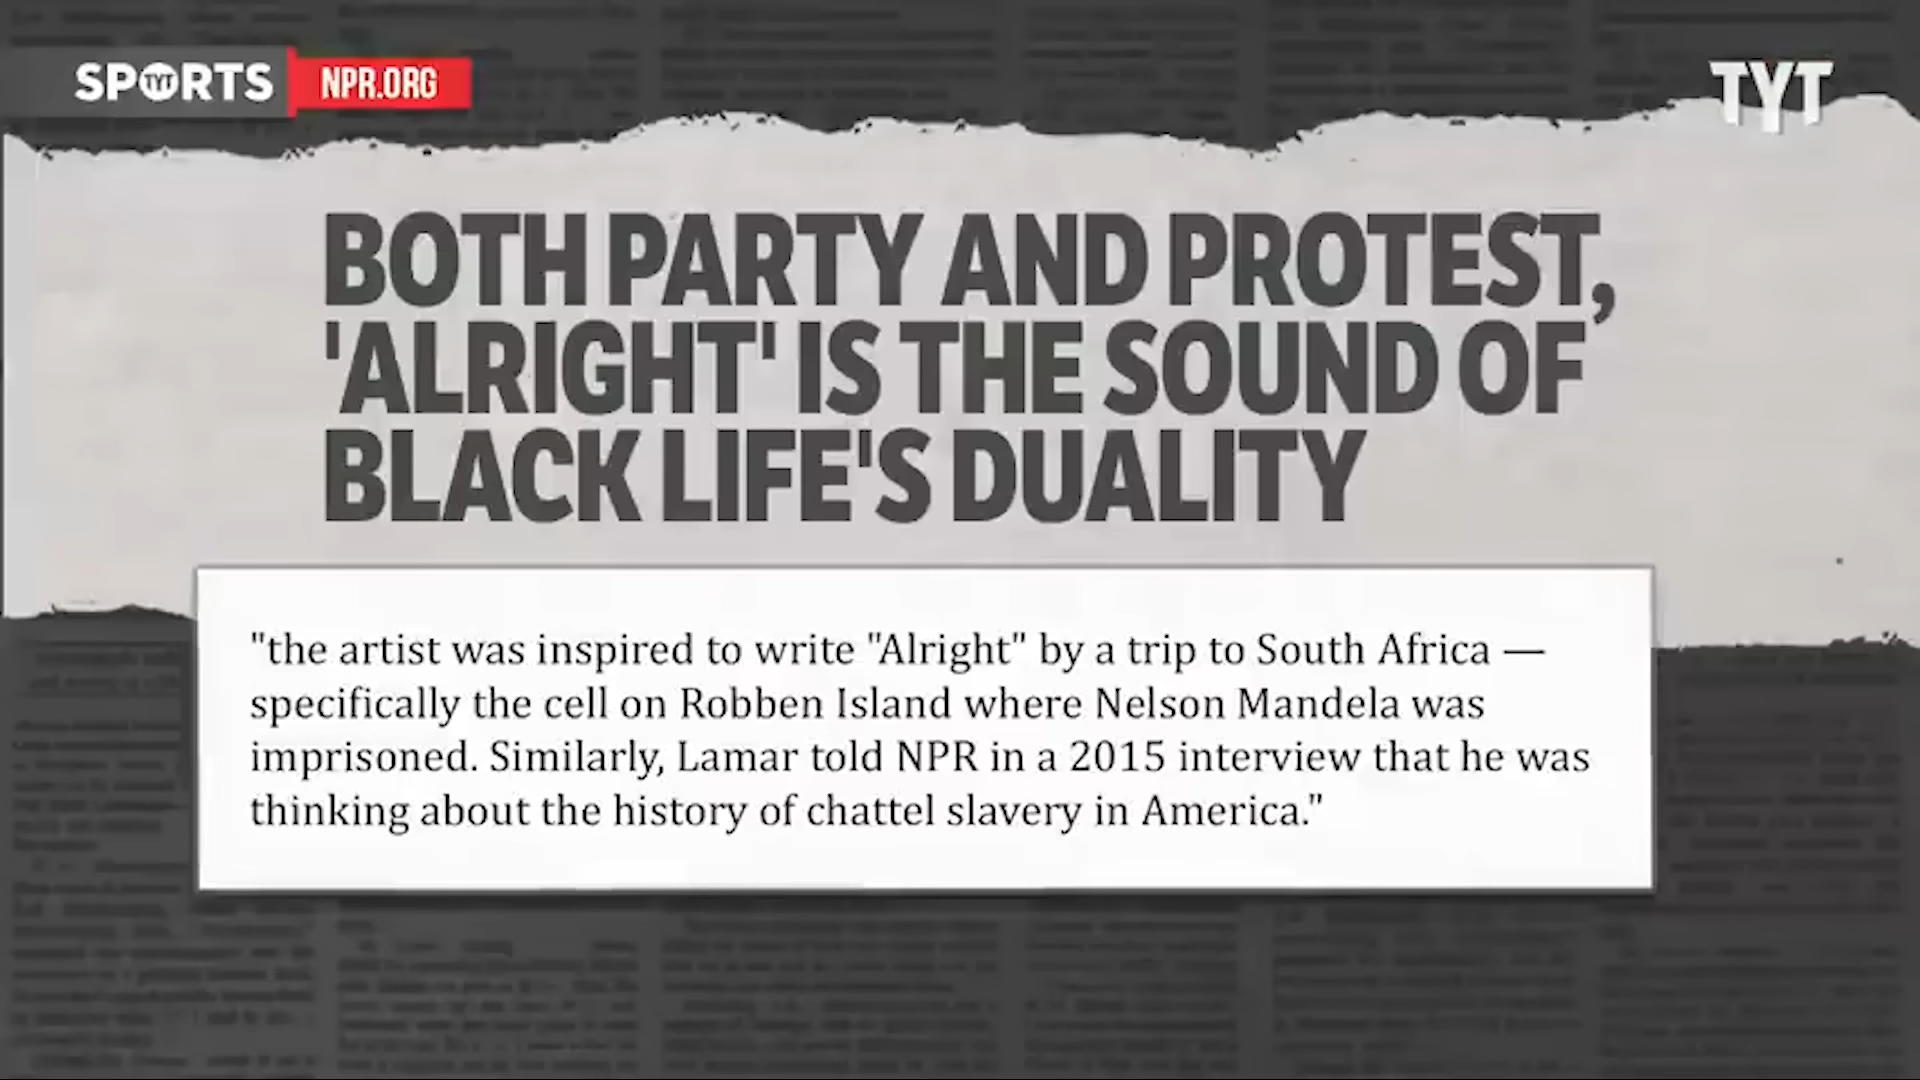 SPORTS
TYT
NPR.ORG
TYT
BOTH PARTY AND PROTEST,
'ALRIGHT' IS THE SOUND OF
BLACK LIFE'S DUALITY
"the artist was inspired to write "Alright" by a trip to South Africa —
specifically the cell on Robben Island where Nelson Mandela was
imprisoned. Similarly, Lamar told NPR in a 2015 interview that he was
thinking about the history of chattel slavery in America."